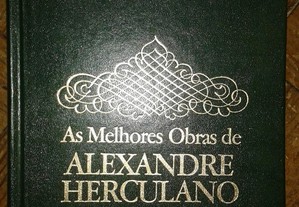 As Melhores Obras de
ALEXANDRE
HERCULANO